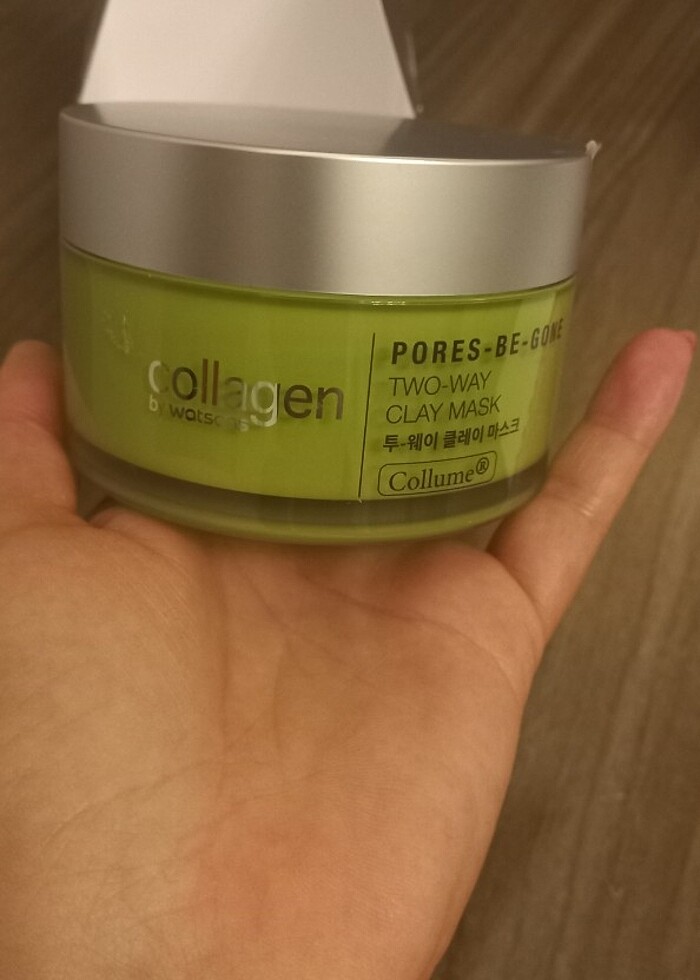 collagen
by watsons
PORES-BE-GONE
TWO-WAY
CLAY MASK
투-웨이 클레이 마스크
Collume®